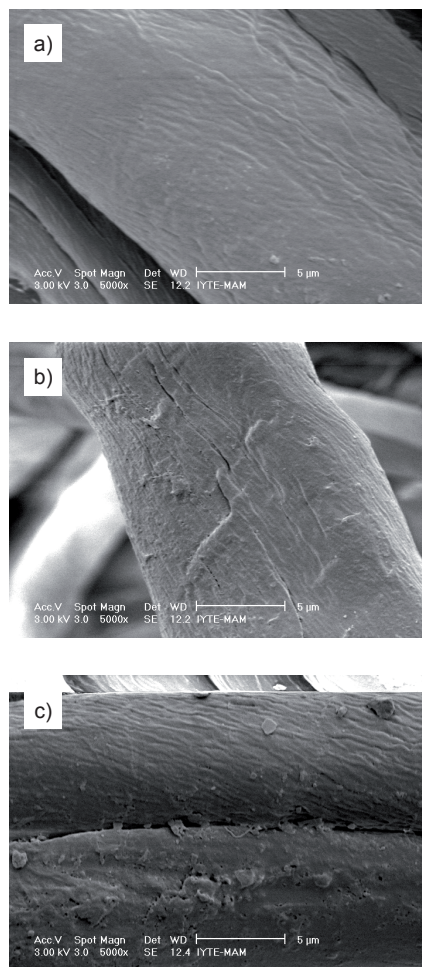 a)
Acc.V Spot Magn Det WD 5 µm
3.00 kV 3.0 5000x SE 12.2 IYTE-MAM
b)
Acc.V Spot Magn Det WD 5 µm
3.00 kV 3.0 5000x SE 12.2 IYTE-MAM
c)
Acc.V Spot Magn Det WD 5 µm
3.00 kV 3.0 5000x SE 12.4 IYTE-MAM